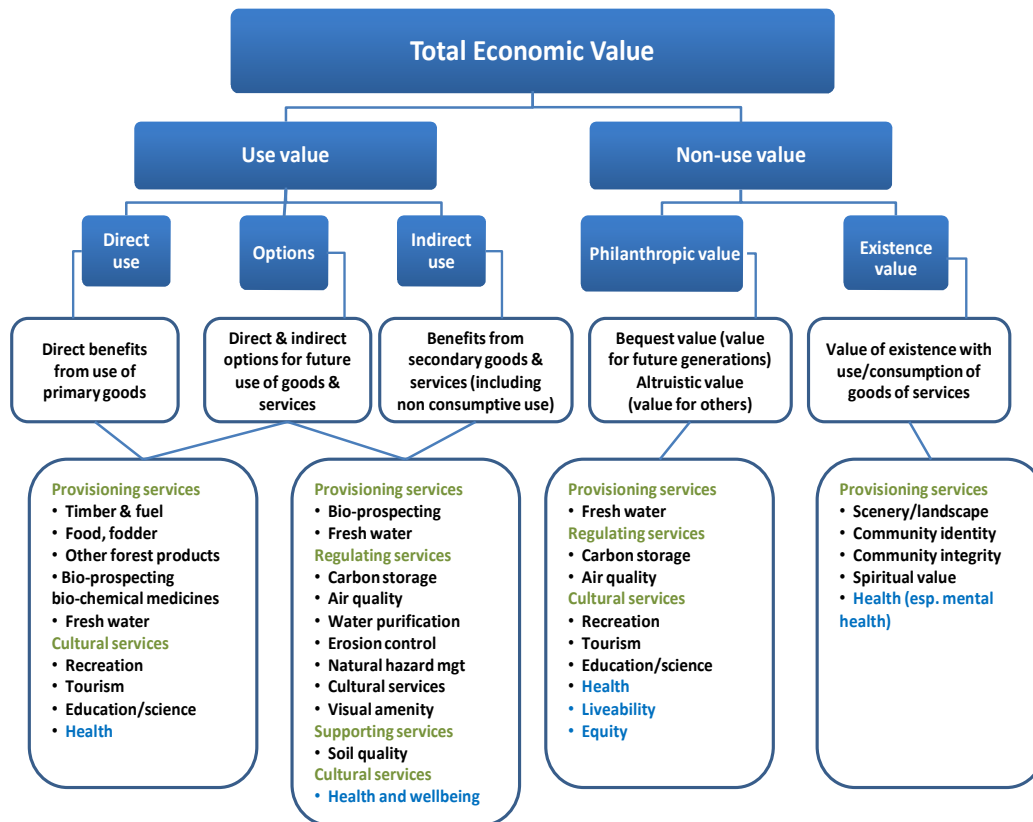 Total Economic Value
Use value
Non-use value
Direct
use
Options
Indirect
use
Philanthropic value
Existence
value
Direct benefits
from use of
primary goods
Direct & indirect
options for future
use of goods &
services
Benefits from
secondary goods &
services (including
non consumptive use)
Bequest value (value
for future generations)
Altruistic value
(value for others)
Value of existence with
use/consumption of
goods of services
Provisioning services
• Timber & fuel
• Food, fodder
• Other forest products
• Bio-prospecting
bio-chemical medicines
• Fresh water
Cultural services
• Recreation
• Tourism
• Education/science
• Health
Provisioning services
• Bio-prospecting
• Fresh water
Regulating services
• Carbon storage
• Air quality
• Water purification
• Erosion control
• Natural hazard mgt
• Cultural services
• Visual amenity
Supporting services
• Soil quality
Cultural services
• Health and wellbeing
Provisioning services
• Fresh water
Regulating services
• Carbon storage
• Air quality
Cultural services
• Recreation
• Tourism
• Education/science
• Health
• Liveability
• Equity
Provisioning services
• Scenery/landscape
• Community identity
• Community integrity
• Spiritual value
• Health (esp. mental
health)